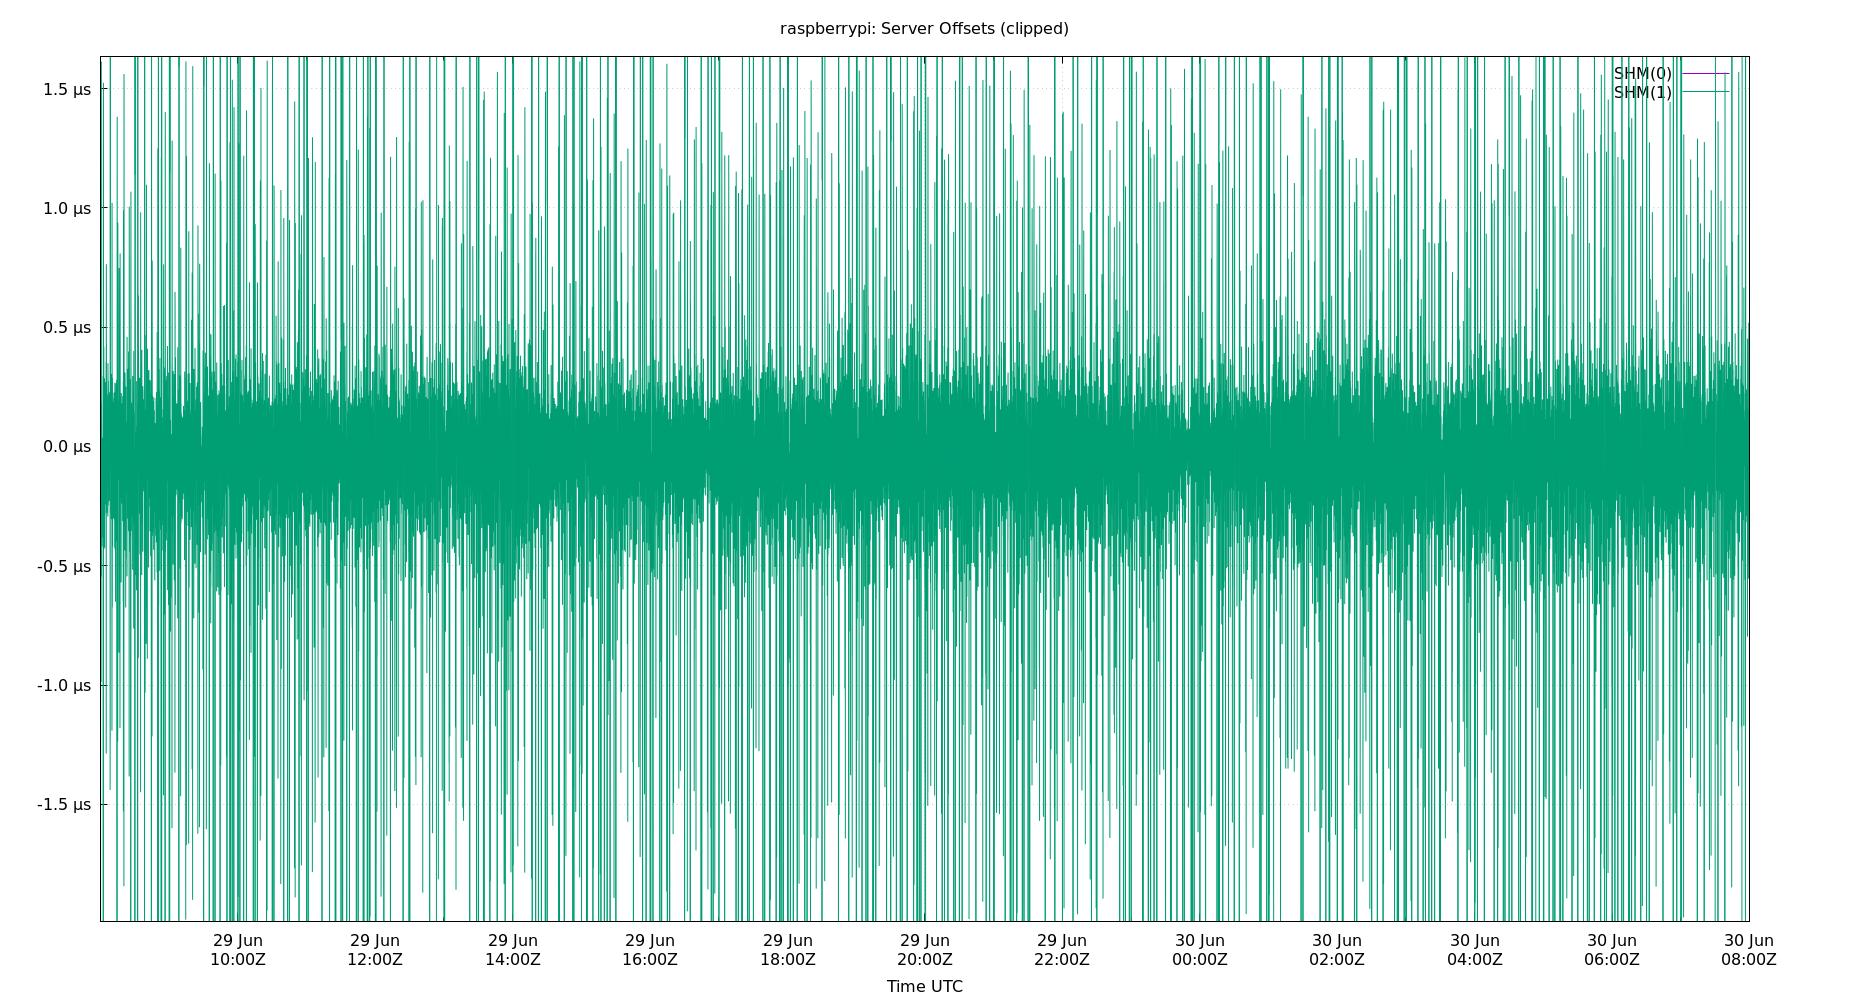 raspberrypi: Server Offsets (clipped)
SHM(0)
SHM(1)
1.5 µs
1.0 µs
0.5 µs
0.0 µs
-0.5 µs
-1.0 µs
-1.5 µs
29 Jun 29 Jun 29 Jun 29 Jun 29 Jun 29 Jun 29 Jun 30 Jun 30 Jun 30 Jun 30 Jun 30 Jun
10:00Z 12:00Z 14:00Z 16:00Z 18:00Z 20:00Z 22:00Z 00:00Z 02:00Z 04:00Z 06:00Z 08:00Z
Time UTC